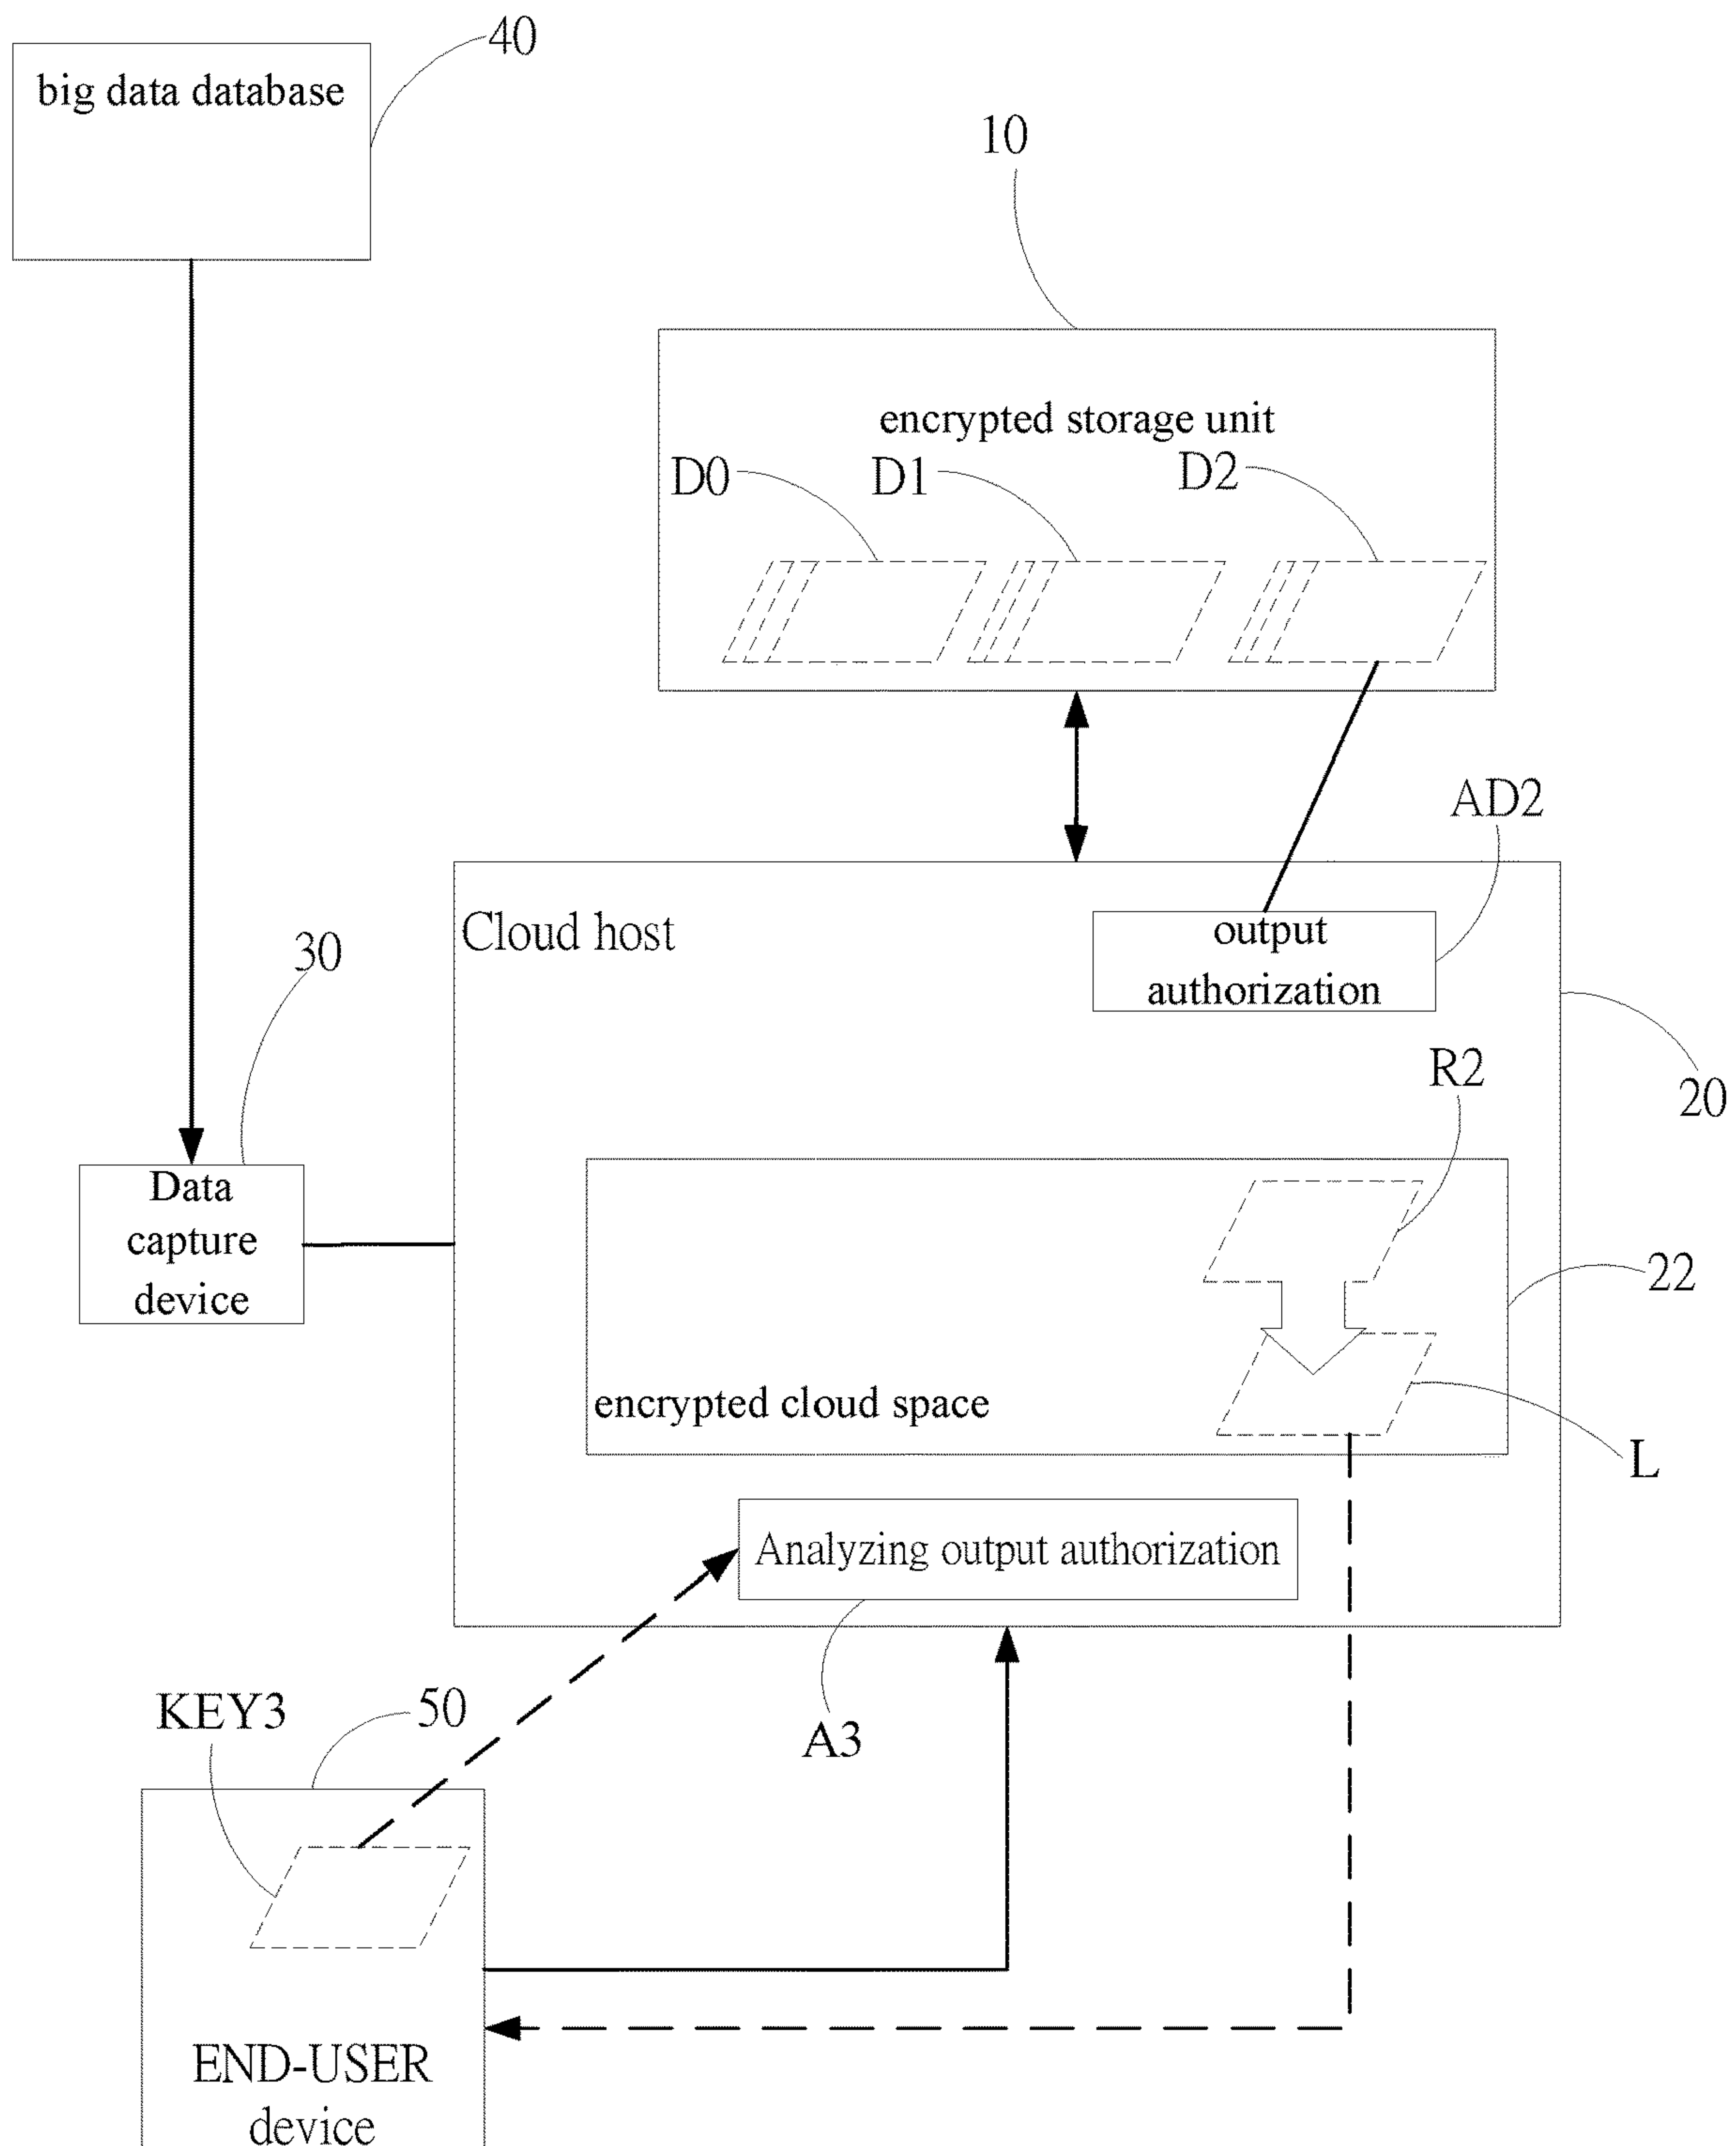 40
big data database
10
encrypted storage unit
D0
D1
D2
AD2
Cloud host
output
authorization
30
20
R2
Data
capture
device
22
encrypted cloud space
L
Analyzing output authorization
A3
KEY3
50
END-USER
device